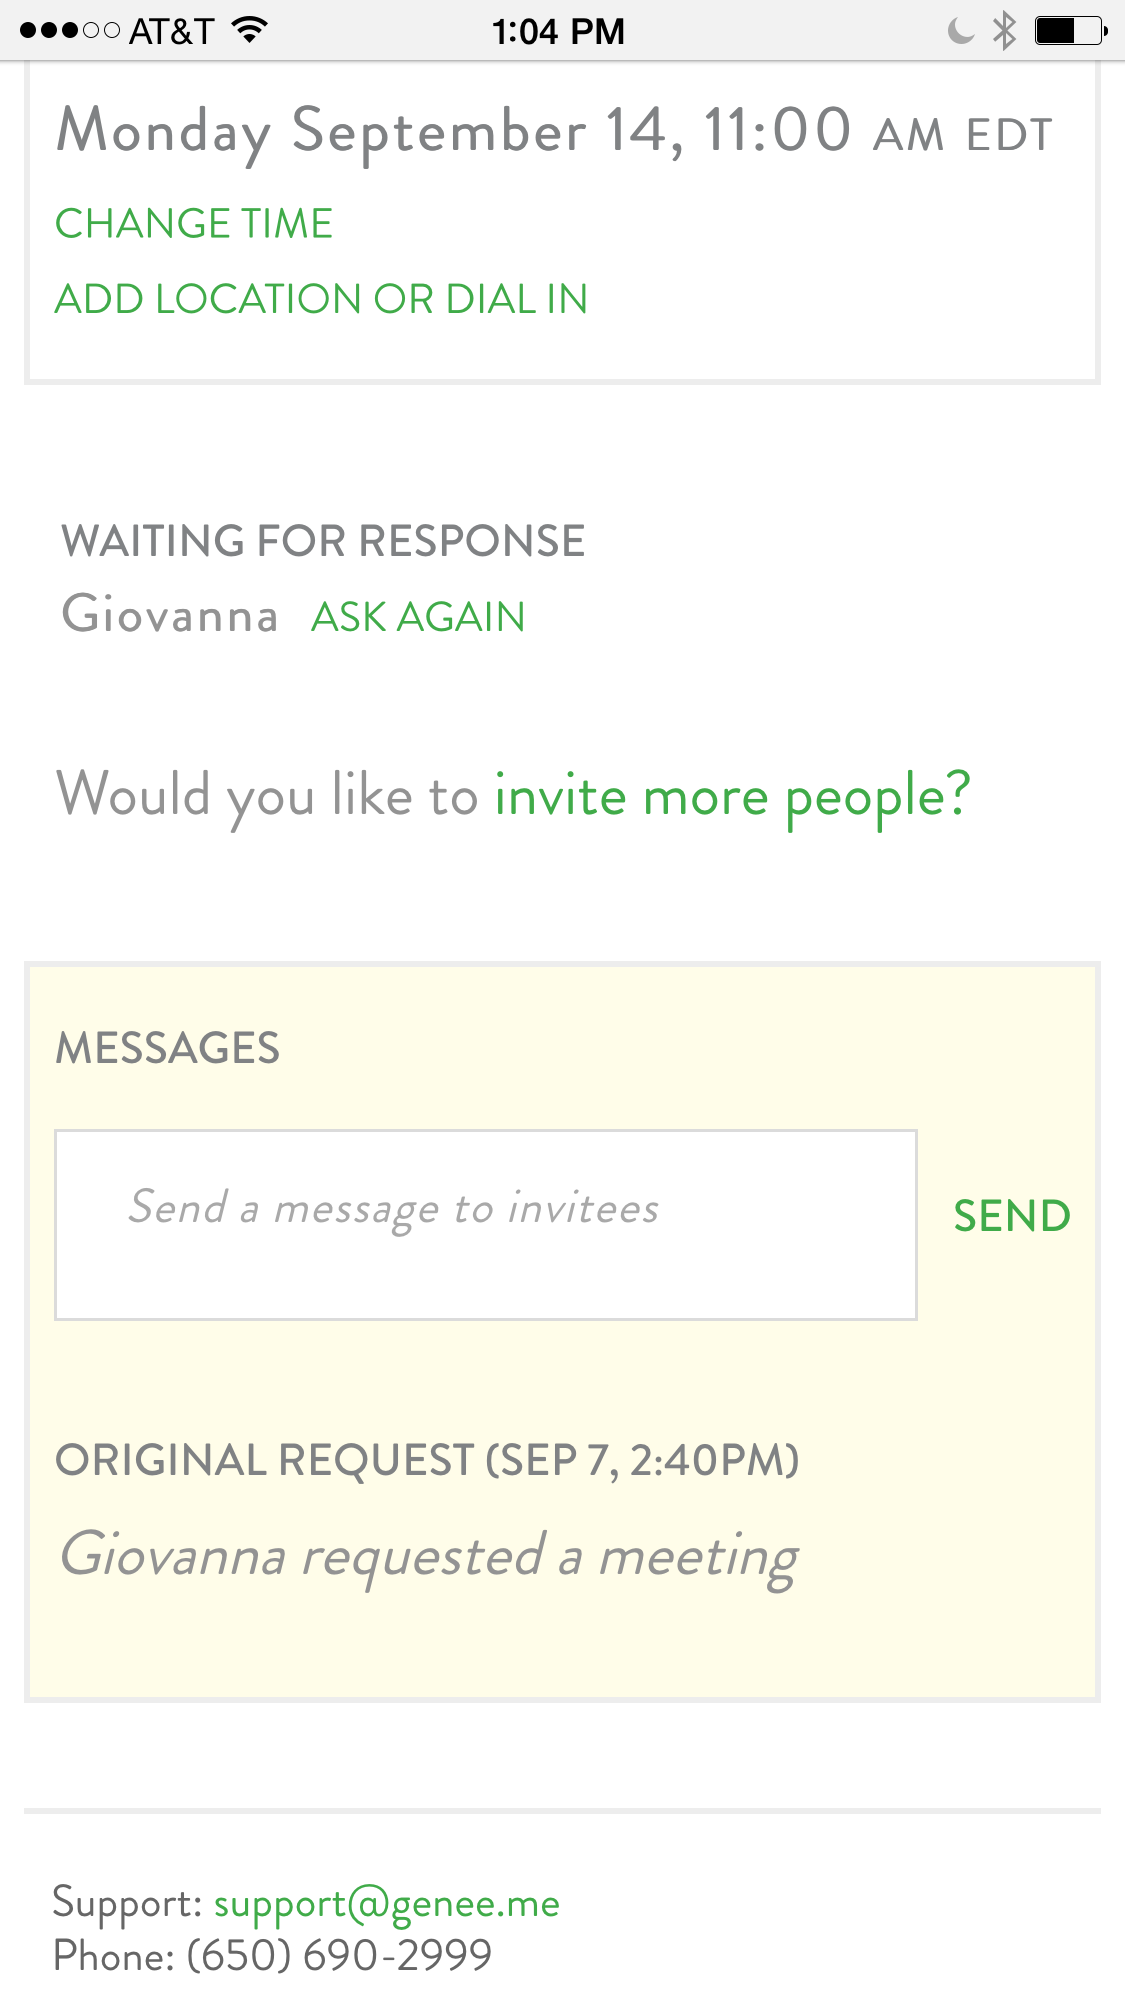 AT&T 1:04 PM
Monday September 14, 11:00 AM EDT
CHANGE TIME
ADD LOCATION OR DIAL IN
WAITING FOR RESPONSE
Giovanna ASK AGAIN
Would you like to invite more people?
MESSAGES
Send a message to invitees
SEND
ORIGINAL REQUEST (SEP 7, 2:40PM)
Giovanna requested a meeting
Support: support@genee.me
Phone: (650) 690-2999